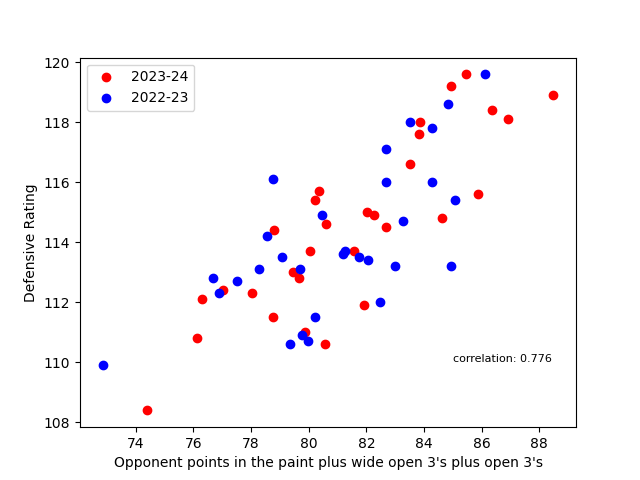 2023-24
2022-23
120
118
116
114
112
110
108
Defensive Rating
correlation: 0.776
74 76 78 80 82 84 86 88
Opponent points in the paint plus wide open 3's plus open 3's